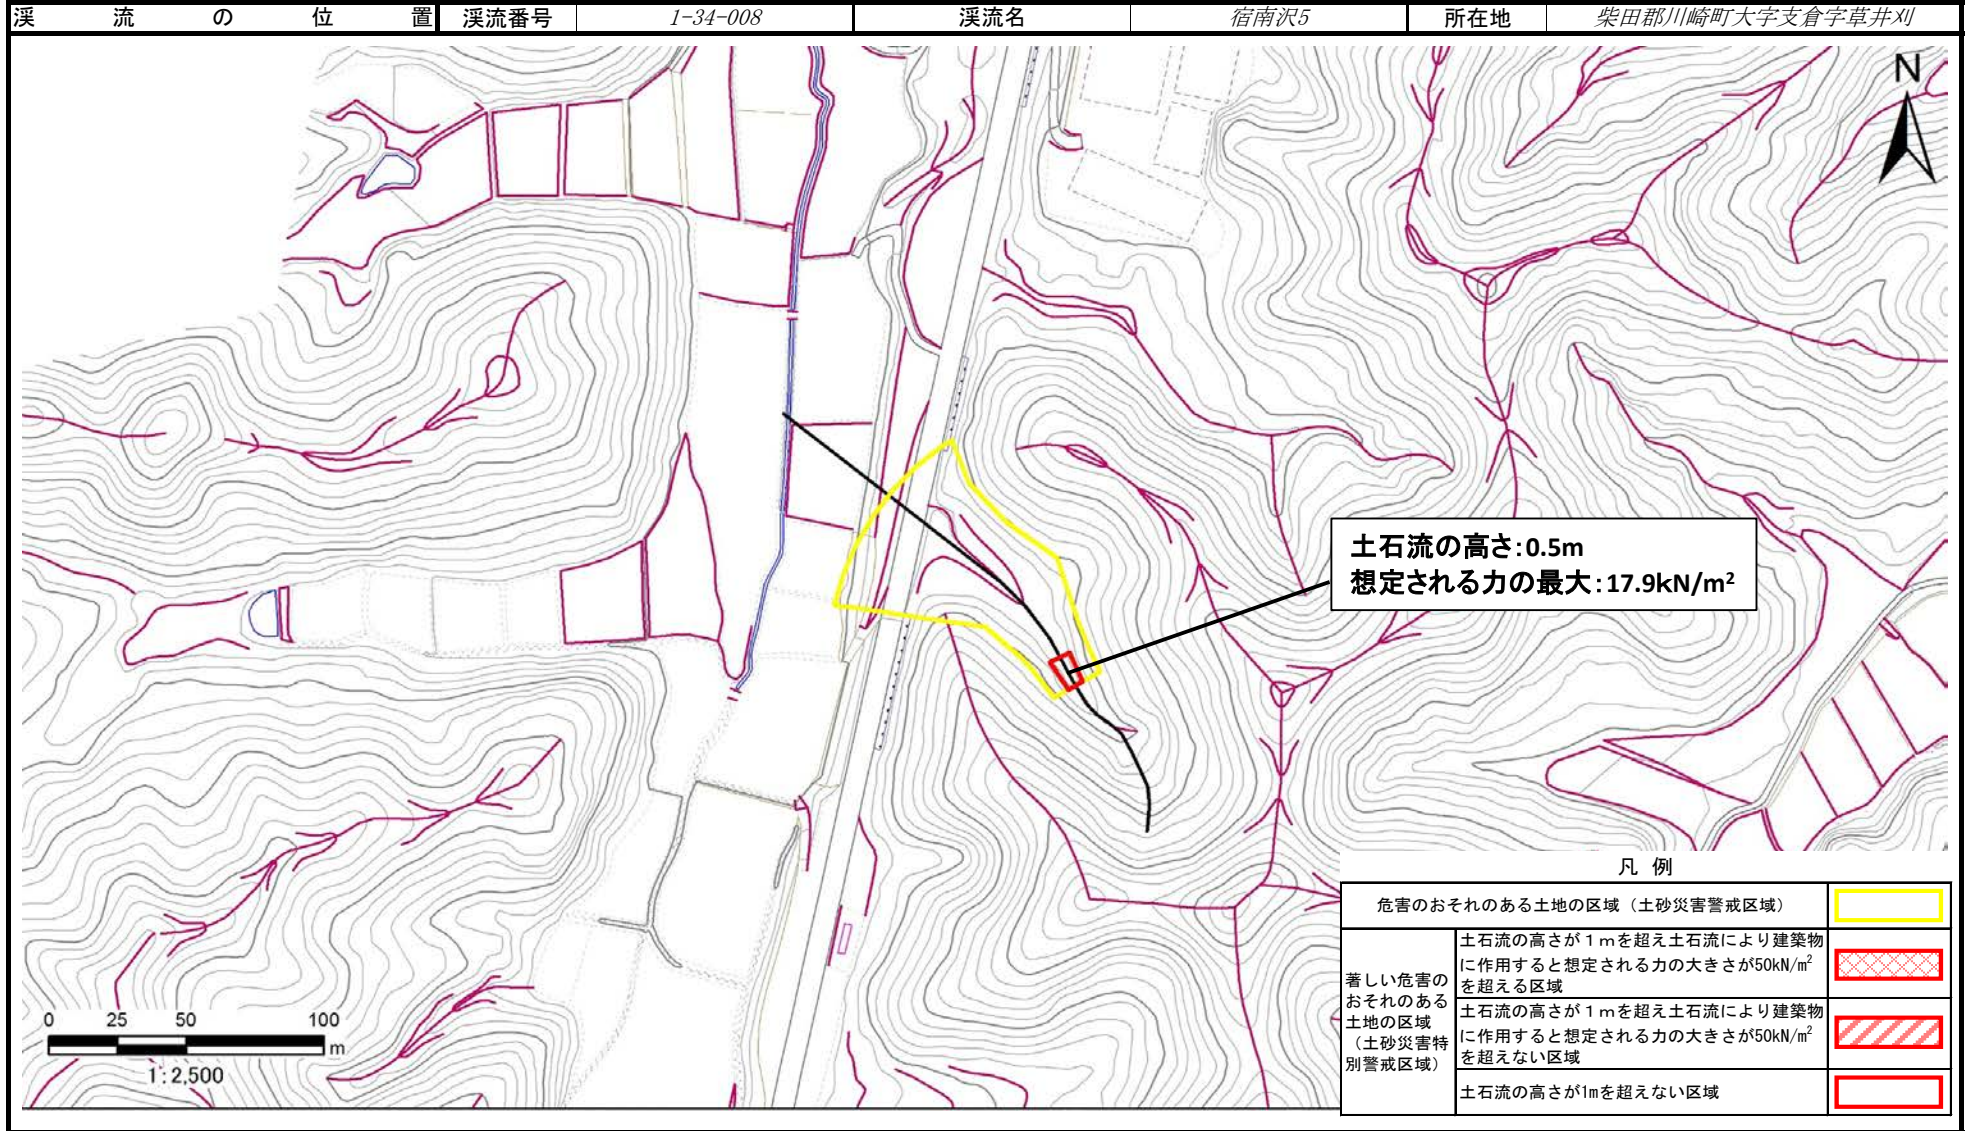 溪流の位置 溪流番号 1-34-008 溪流名 宿南沢5 所在地 柴田郡川崎町大字支倉字草井刈
N
土石流の高さ:0.5m
想定される力の最大:17.9kN/m²
凡 例
危害のおそれのある土地の区域（土砂災害警戒区域）
著しい危害の
おそれのある
土地の区域
（土砂災害特
別警戒区域）
土石流の高さが１ｍを超え土石流により建築物
に作用すると想定される力の大きさが50kN/m²
を超える区域
土石流の高さが１ｍを超え土石流により建築物
に作用すると想定される力の大きさが50kN/m²
を超えない区域
土石流の高さが1mを超えない区域
0 25 50 100
m
1:2,500